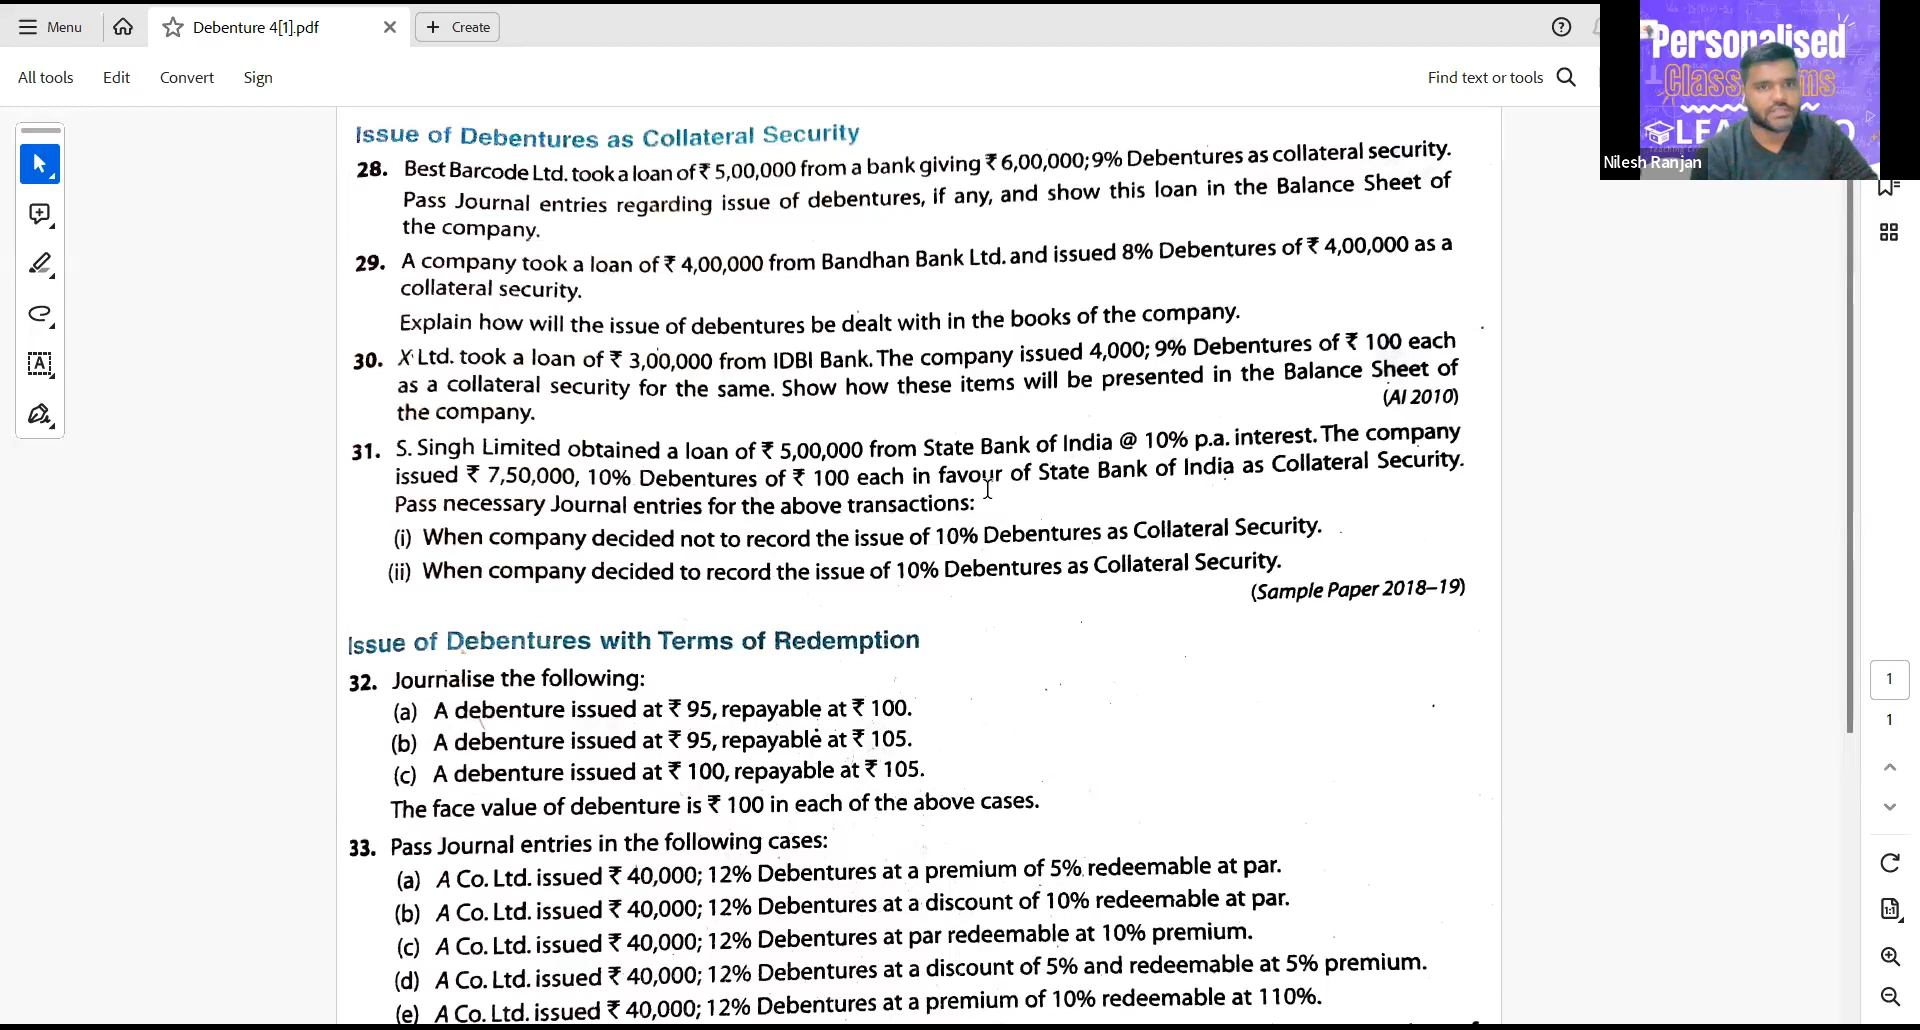 Menu
Debenture 4[1].pdf
Create
All tools
Edit
Convert
Sign
Find text or tools
Personalised
Nilesh Ranjan
Issue of Debentures as Collateral Security
28. Best Barcode Ltd. took a loan of ₹ 5,00,000 from a bank giving ₹ 6,00,000; 9% Debentures as collateral security.
Pass Journal entries regarding issue of debentures, if any, and show this loan in the Balance Sheet of
the company.
29. A company took a loan of ₹ 4,00,000 from Bandhan Bank Ltd. and issued 8% Debentures of ₹ 4,00,000 as a
collateral security.
Explain how will the issue of debentures be dealt with in the books of the company.
30. X Ltd. took a loan of ₹ 3,00,000 from IDBI Bank. The company issued 4,000; 9% Debentures of ₹ 100 each
as a collateral security for the same. Show how these items will be presented in the Balance Sheet of
the company. (AI 2010)
31. S. Singh Limited obtained a loan of ₹ 5,00,000 from State Bank of India @ 10% p.a. interest. The company
issued ₹ 7,50,000, 10% Debentures of ₹ 100 each in favour of State Bank of India as Collateral Security.
Pass necessary Journal entries for the above transactions:
(i) When company decided not to record the issue of 10% Debentures as Collateral Security.
(ii) When company decided to record the issue of 10% Debentures as Collateral Security.
(Sample Paper 2018–19)
Issue of Debentures with Terms of Redemption
32. Journalise the following:
(a) A debenture issued at ₹ 95, repayable at ₹ 100.
(b) A debenture issued at ₹ 95, repayable at ₹ 105.
(c) A debenture issued at ₹ 100, repayable at ₹ 105.
The face value of debenture is ₹ 100 in each of the above cases.
33. Pass Journal entries in the following cases:
(a) A Co. Ltd. issued ₹ 40,000; 12% Debentures at a premium of 5% redeemable at par.
(b) A Co. Ltd. issued ₹ 40,000; 12% Debentures at a discount of 10% redeemable at par.
(c) A Co. Ltd. issued ₹ 40,000; 12% Debentures at par redeemable at 10% premium.
(d) A Co. Ltd. issued ₹ 40,000; 12% Debentures at a discount of 5% and redeemable at 5% premium.
(e) A Co. Ltd. issued ₹ 40,000; 12% Debentures at a premium of 10% redeemable at 110%.
1
1